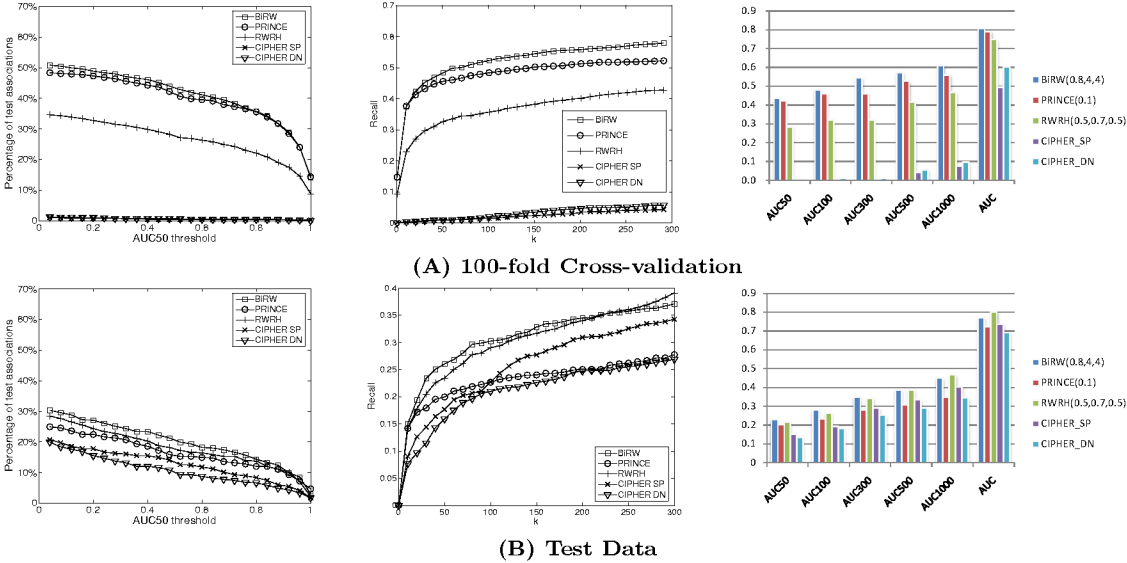 70%
60%
50%
40%
30%
20%
10%
0
Percentage of test associations
BiRW
PRINCE
RWRH
CIPHER SP
CIPHER DN
0 0.2 0.4 0.6 0.8 1
AUC50 threshold
0.7
0.6
0.5
0.4
0.3
0.2
0.1
0
Recall
BiRW
PRINCE
RWRH
CIPHER SP
CIPHER DN
0 50 100 150 200 250 300
k
0.9
0.8
0.7
0.6
0.5
0.4
0.3
0.2
0.1
0.0
AUC50 AUC100 AUC300 AUC500 AUC1000 AUC
BiRW(0.8,4,4)
PRINCE(0.1)
RWRH(0.5,0.7,0.5)
CIPHER_SP
CIPHER_DN
(A) 100-fold Cross-validation
70%
60%
50%
40%
30%
20%
10%
0
Percentage of test associations
BiRW
PRINCE
RWRH
CIPHER SP
CIPHER DN
0 0.2 0.4 0.6 0.8 1
AUC50 threshold
0.4
0.35
0.3
0.25
0.2
0.15
0.1
0.05
0
Recall
BiRW
PRINCE
RWRH
CIPHER SP
CIPHER DN
0 50 100 150 200 250 300
k
0.9
0.8
0.7
0.6
0.5
0.4
0.3
0.2
0.1
0
AUC50 AUC100 AUC300 AUC500 AUC1000 AUC
BiRW(0.8,4,4)
PRINCE(0.1)
RWRH(0.5,0.7,0.5)
CIPHER_SP
CIPHER_DN
(B) Test Data